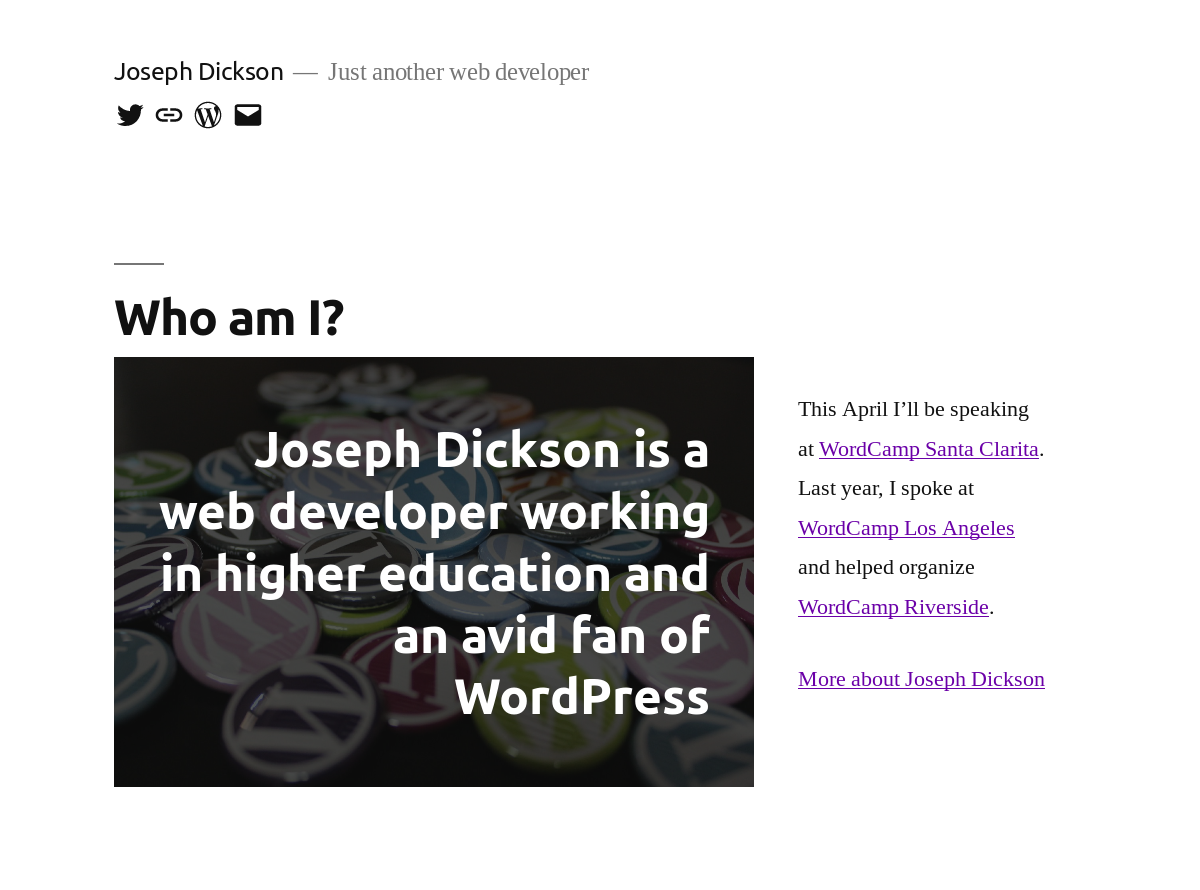 Joseph Dickson — Just another web developer
Who am I?
Joseph Dickson is a
web developer working
in higher education and
an avid fan of
WordPress
This April I’ll be speaking
at WordCamp Santa Clarita.
Last year, I spoke at
WordCamp Los Angeles
and helped organize
WordCamp Riverside.
More about Joseph Dickson